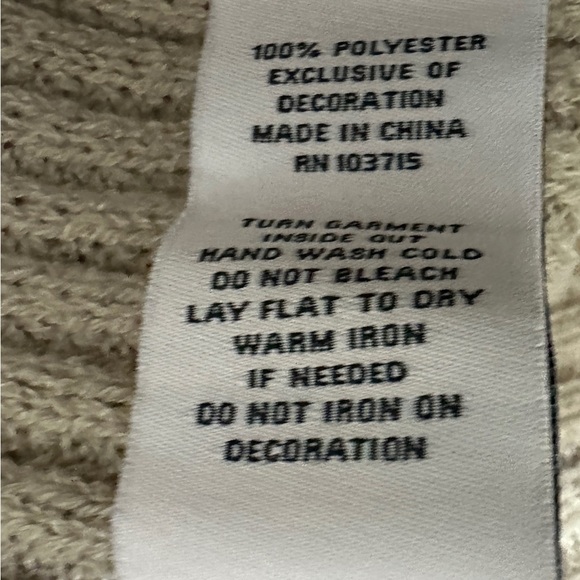 100% POLYESTER
EXCLUSIVE OF
DECORATION
MADE IN CHINA
RN 103715
TURN GARMENT
INSIDE OUT
HAND WASH COLD
DO NOT BLEACH
LAY FLAT TO DRY
WARM IRON
IF NEEDED
DO NOT IRON ON
DECORATION